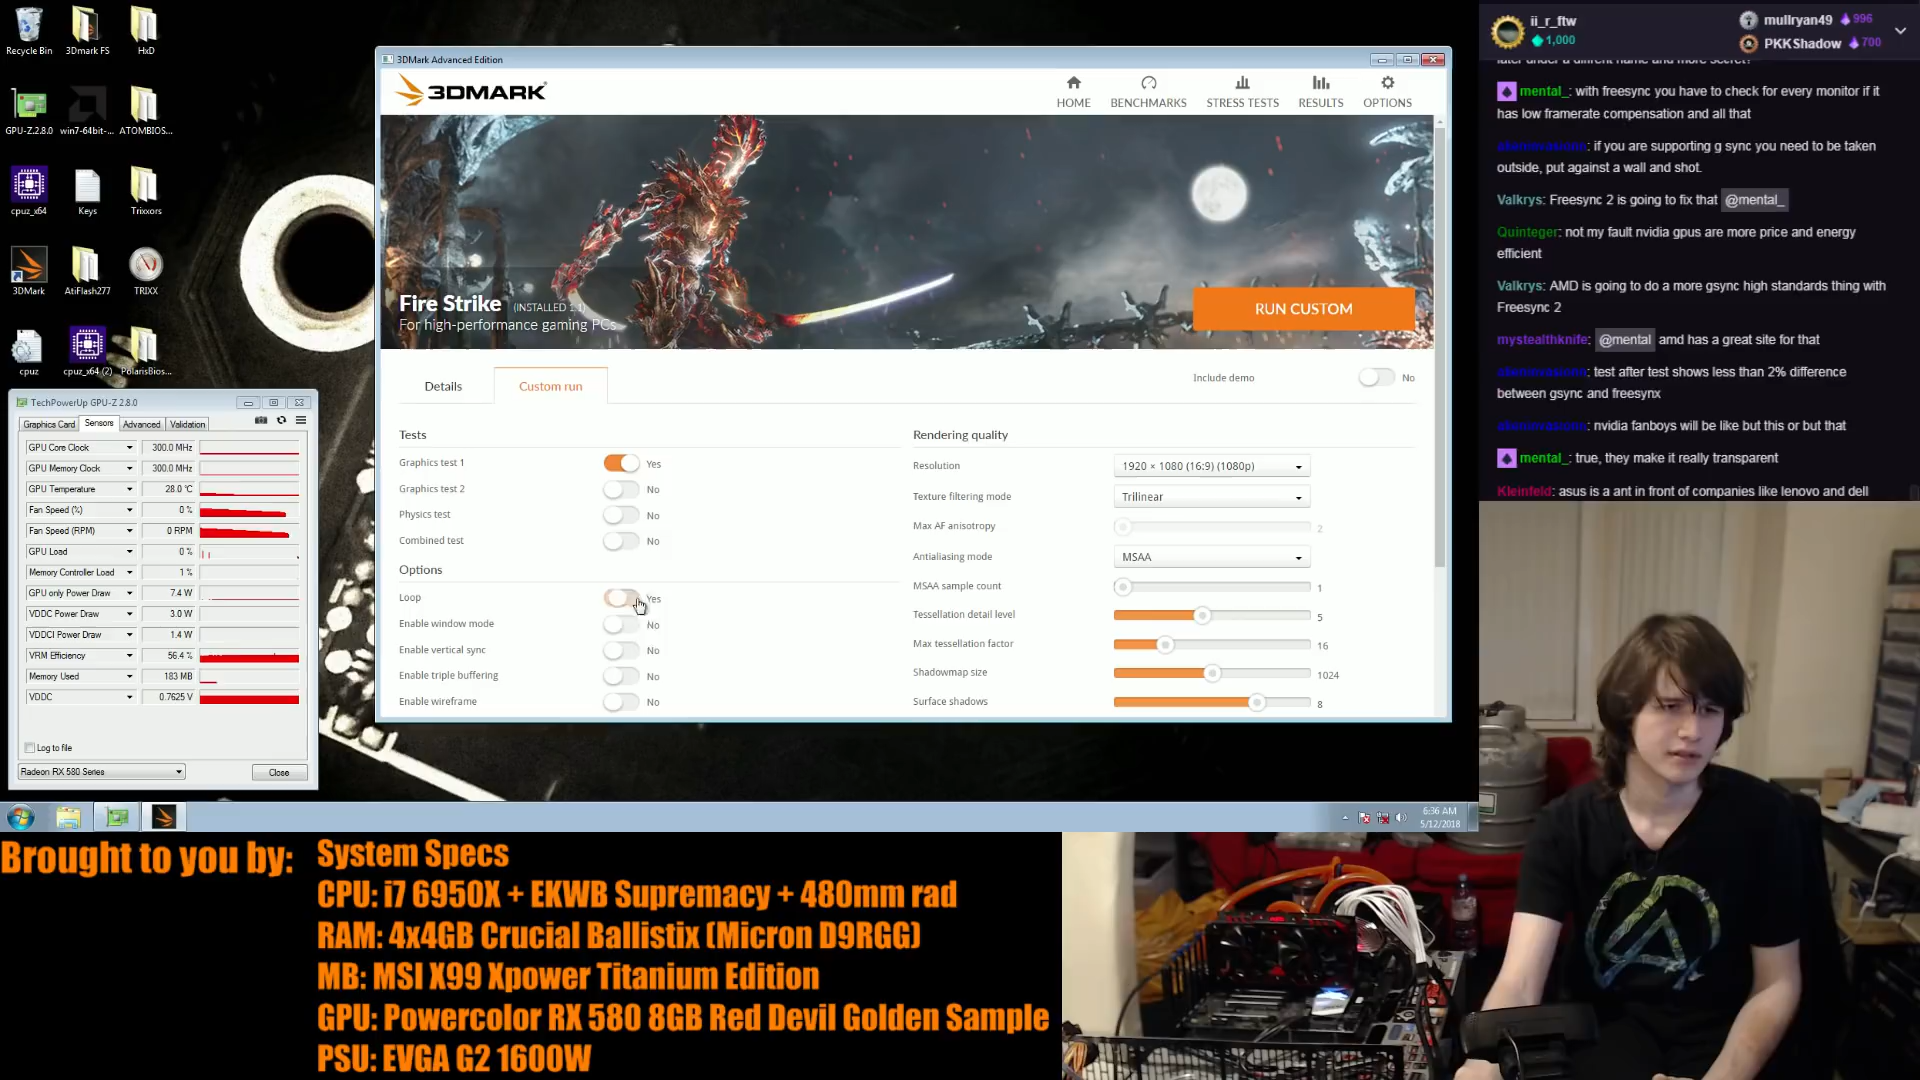 Recycle Bin
3Dmark FS
HxD
GPU-Z.2.8.0
win7-64bit-...
ATOMBIOS...
cpuz_x64
Keys
Trixxors
3DMark
AtiFlash277
TRIXX
cpuz
cpuz_x64 (2)
PolarisBios...
TechPowerUp GPU-Z 2.8.0
Graphics Card
Sensors
Advanced
Validation
GPU Core Clock 300.0 MHz
GPU Memory Clock 300.0 MHz
GPU Temperature 28.0 °C
Fan Speed (%) 0 %
Fan Speed (RPM) 0 RPM
GPU Load 0 %
Memory Controller Load 1 %
GPU only Power Draw 7.4 W
VDDC Power Draw 3.0 W
VDDCI Power Draw 1.4 W
VRM Efficiency 56.4 %
Memory Used 183 MB
VDDC 0.7625 V
Log to file
Radeon RX 580 Series
Close
3DMark Advanced Edition
3DMARK
HOME
BENCHMARKS
STRESS TESTS
RESULTS
OPTIONS
Fire Strike (INSTALLED 1.1)
For high-performance gaming PCs
RUN CUSTOM
Details
Custom run
Include demo No
Tests
Graphics test 1 Yes
Graphics test 2 No
Physics test No
Combined test No
Options
Loop Yes
Enable window mode No
Enable vertical sync No
Enable triple buffering No
Enable wireframe No
Rendering quality
Resolution 1920 × 1080 (16:9) (1080p)
Texture filtering mode Trilinear
Max AF anisotropy 2
Antialiasing mode MSAA
MSAA sample count 1
Tessellation detail level 5
Max tessellation factor 16
Shadowmap size 1024
Surface shadows 8
6:36 AM
5/12/2018
ii_r_ftw
1,000
mullryan49 996
PKKShadow 700
later under a diffrent name and more secret?
mental_: with freesync you have to check for every monitor if it
has low framerate compensation and all that
if you are supporting g sync you need to be taken
outside, put against a wall and shot.
Valkrys: Freesync 2 is going to fix that @mental_
Quinteger: not my fault nvidia gpus are more price and energy
efficient
Valkrys: AMD is going to do a more gsync high standards thing with
Freesync 2
mystealthknife: @mental amd has a great site for that
test after test shows less than 2% difference
between gsync and freesynx
nvidia fanboys will be like but this or but that
mental_: true, they make it really transparent
Kleinfeld: asus is a ant in front of companies like lenovo and dell
Brought to you by:
System Specs
CPU: i7 6950X + EKWB Supremacy + 480mm rad
RAM: 4x4GB Crucial Ballistix (Micron D9RGG)
MB: MSI X99 Xpower Titanium Edition
GPU: Powercolor RX 580 8GB Red Devil Golden Sample
PSU: EVGA G2 1600W